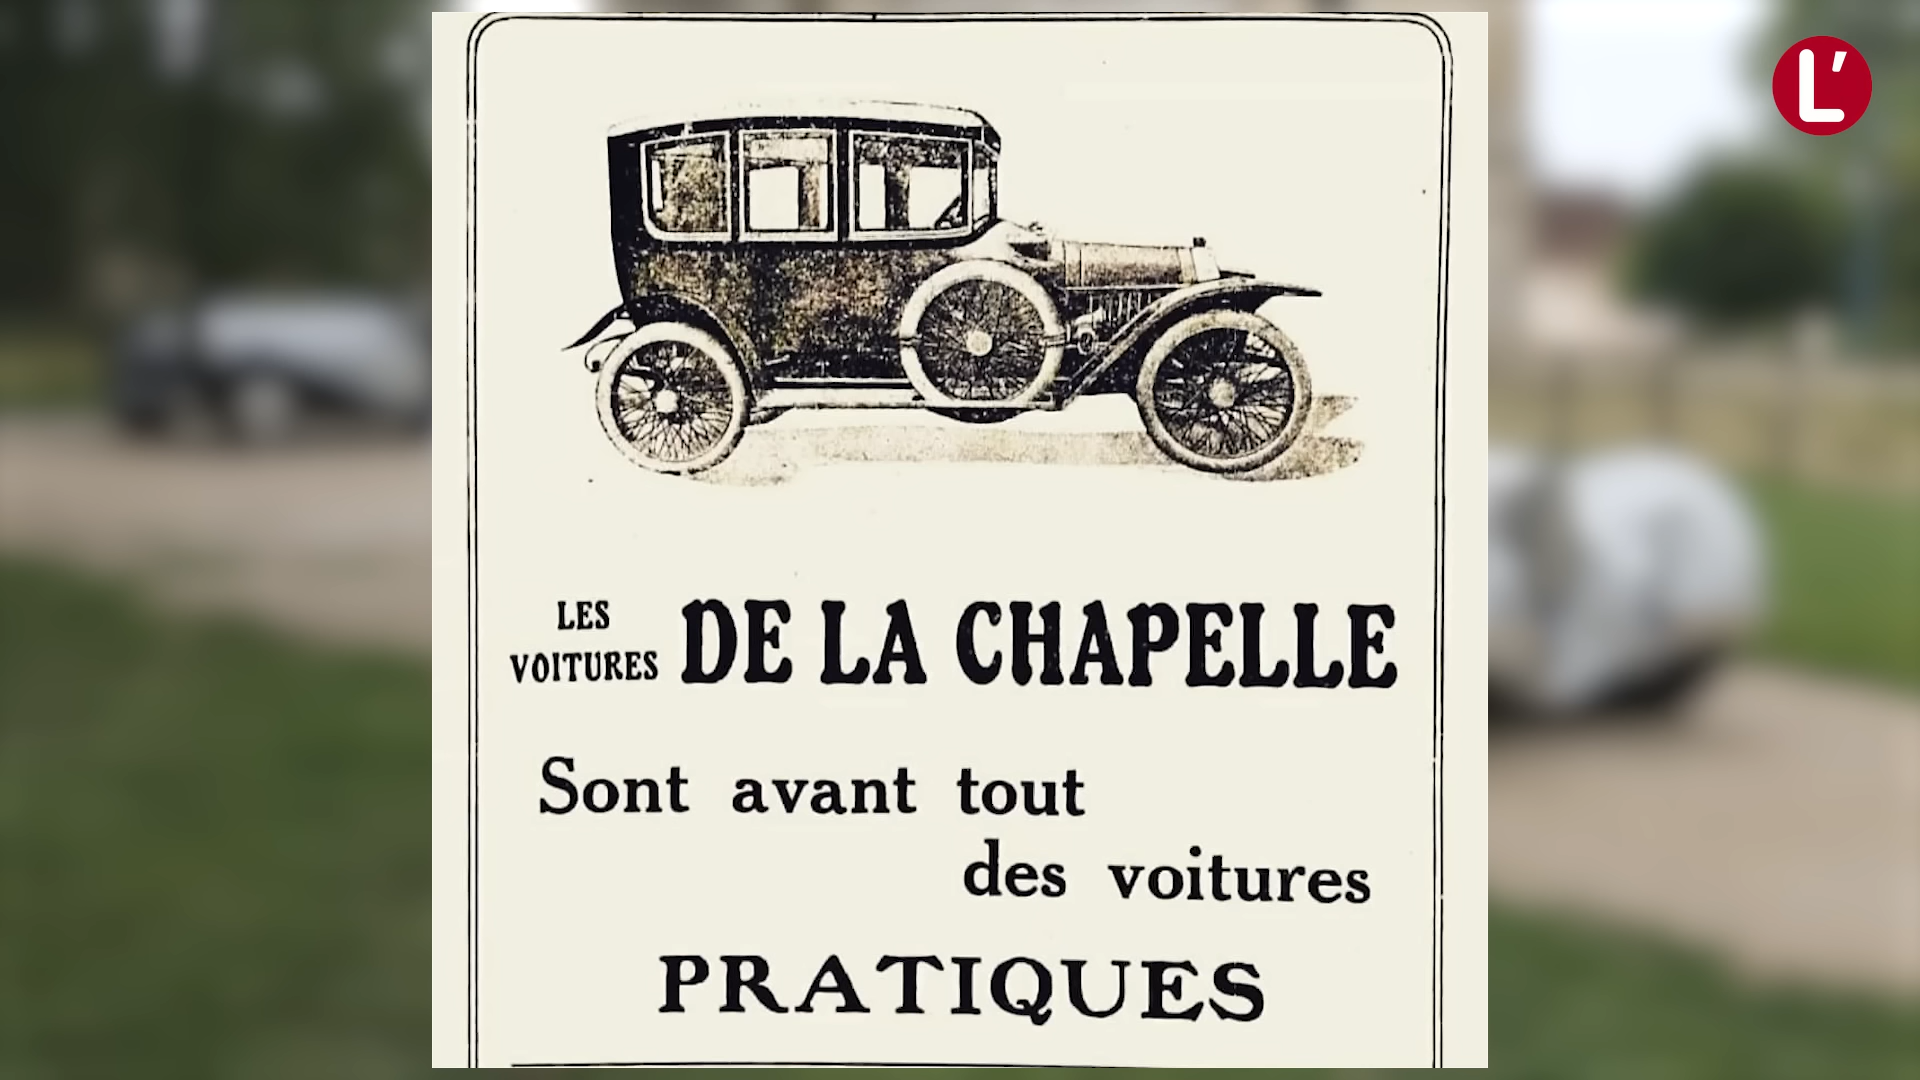 L'
LES
VOITURES
DE LA CHAPELLE
Sont avant tout
des voitures
PRATIQUES